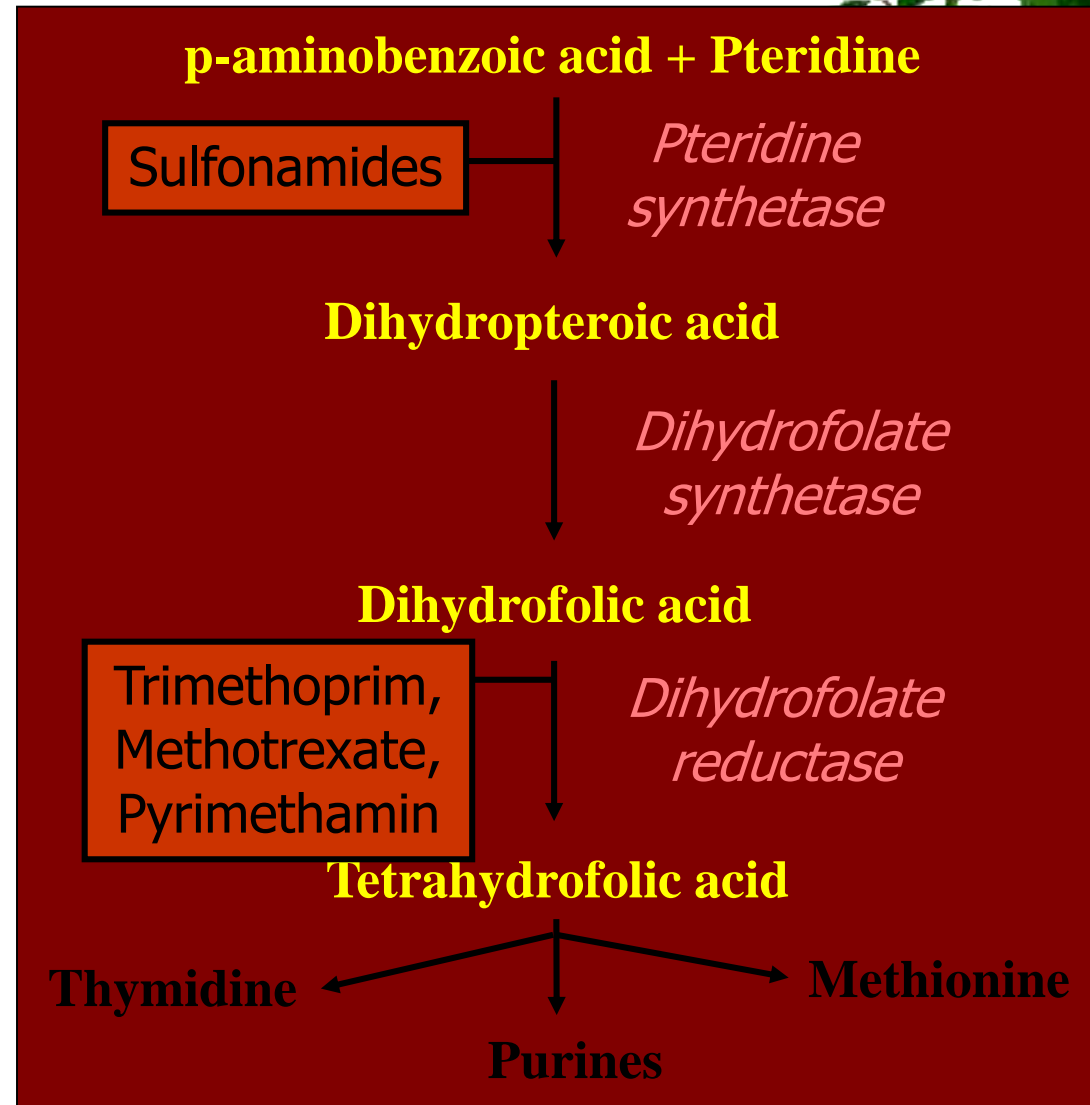 p-aminobenzoic acid + Pteridine
Sulfonamides
Pteridine
synthetase
Dihydropteroic acid
Dihydrofolate
synthetase
Dihydrofolic acid
Trimethoprim,
Methotrexate,
Pyrimethamin
Dihydrofolate
reductase
Tetrahydrofolic acid
Thymidine
Methionine
Purines